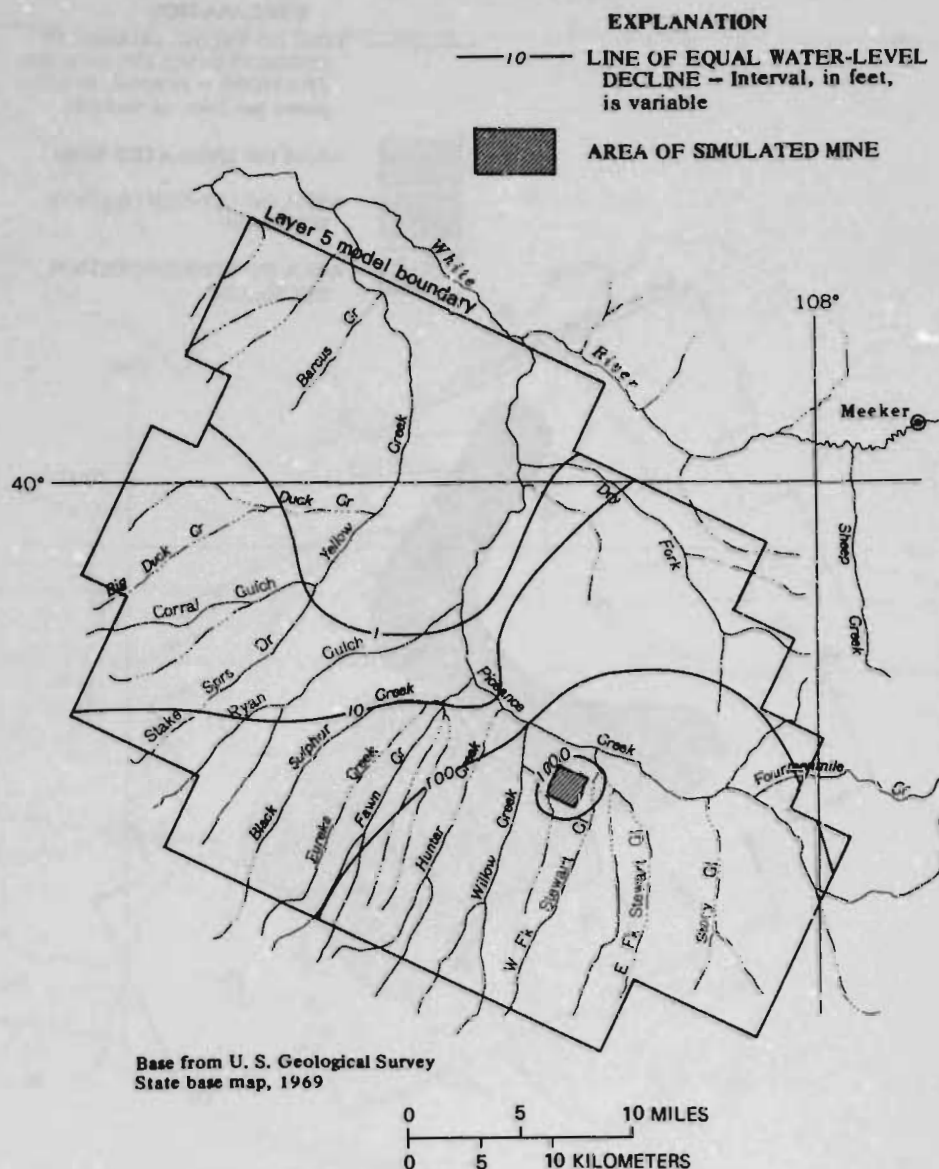 EXPLANATION
—10— LINE OF EQUAL WATER-LEVEL
DECLINE – Interval, in feet,
is variable
AREA OF SIMULATED MINE
Layer 5 model boundary
White
River
108°
Meeker
Barcus Cr
Creek
40°
Duck Cr
Big Duck Cr
Yellow
Dry
Fork
Sheep
Creek
Corral Gulch
1
Gulch
Stake Sprs Dr
Ryan
10
Creek
Piceance
Creek
Sulphur
Black
Creek
Eureka
Cr
Fawn
100
Creek
Hunter
Creek
Willow
1000
Fourteenmile
Cr
Gl
Stewart
W Fk
Stewart Gl
E Fk
Story Gl
Base from U. S. Geological Survey
State base map, 1969
0 5 10 MILES
0 5 10 KILOMETERS